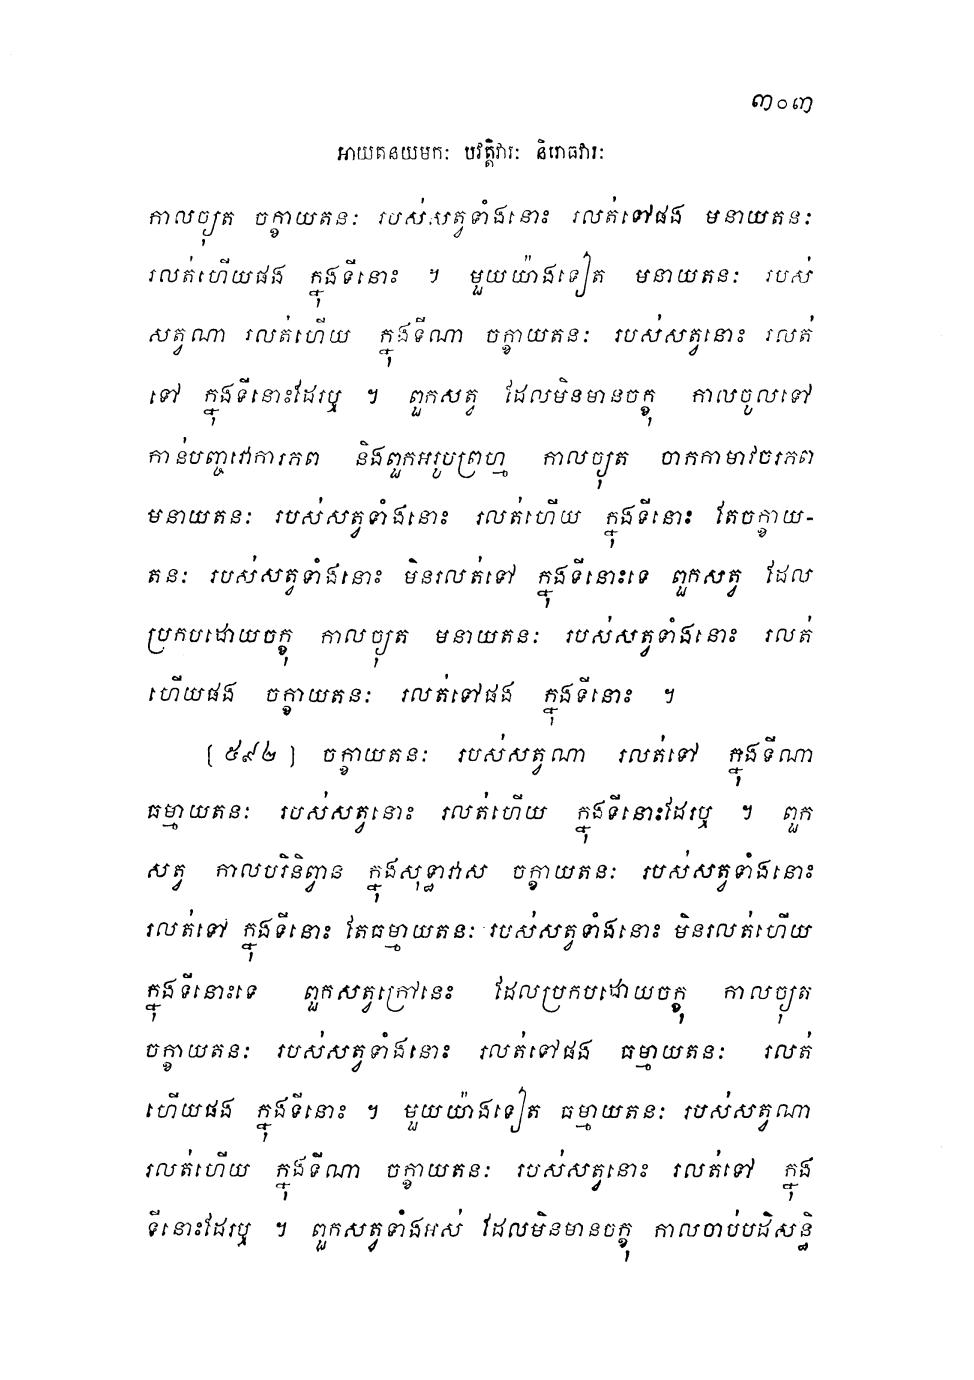 ៣០៣
អាយតនយមកៈ បវត្តិវារៈ និរោធវារៈ
កាលច្យុត ចក្ខាយតនៈ របស់សត្វទាំងនោះ រលត់ទៅផង មនាយតនៈ
រលត់ហើយផង ក្នុងទីនោះ ។ មួយយ៉ាងទៀត មនាយតនៈ របស់
សត្វណា រលត់ហើយ ក្នុងទីណា ចក្ខាយតនៈ របស់សត្វនោះ រលត់
ទៅ ក្នុងទីនោះដែរឬ ។ ពួកសត្វ ដែលមិនមានចក្ខុ កាលចូលទៅ
កាន់បញ្ចវោការភព និងពួកអរូបព្រហ្ម កាលច្យុត ចាកកាមាវចរភព
មនាយតនៈ របស់សត្វទាំងនោះ រលត់ហើយ ក្នុងទីនោះ តែចក្ខាយ-
តនៈ របស់សត្វទាំងនោះ មិនរលត់ទៅ ក្នុងទីនោះទេ ពួកសត្វ ដែល
ប្រកបដោយចក្ខុ កាលច្យុត មនាយតនៈ របស់សត្វទាំងនោះ រលត់
ហើយផង ចក្ខាយតនៈ រលត់ទៅផង ក្នុងទីនោះ ។
[ ៥៩២ ] ចក្ខាយតនៈ របស់សត្វណា រលត់ទៅ ក្នុងទីណា
ធម្មាយតនៈ របស់សត្វនោះ រលត់ហើយ ក្នុងទីនោះដែរឬ ។ ពួក
សត្វ កាលបរិនិព្វាន ក្នុងសុទ្ធាវាស ចក្ខាយតនៈ របស់សត្វទាំងនោះ
រលត់ទៅ ក្នុងទីនោះ តែធម្មាយតនៈ របស់សត្វទាំងនោះ មិនរលត់ហើយ
ក្នុងទីនោះទេ ពួកសត្វក្រៅនេះ ដែលប្រកបដោយចក្ខុ កាលច្យុត
ចក្ខាយតនៈ របស់សត្វទាំងនោះ រលត់ទៅផង ធម្មាយតនៈ រលត់
ហើយផង ក្នុងទីនោះ ។ មួយយ៉ាងទៀត ធម្មាយតនៈ របស់សត្វណា
រលត់ហើយ ក្នុងទីណា ចក្ខាយតនៈ របស់សត្វនោះ រលត់ទៅ ក្នុង
ទីនោះដែរឬ ។ ពួកសត្វទាំងអស់ ដែលមិនមានចក្ខុ កាលចាប់បដិសន្ធិ